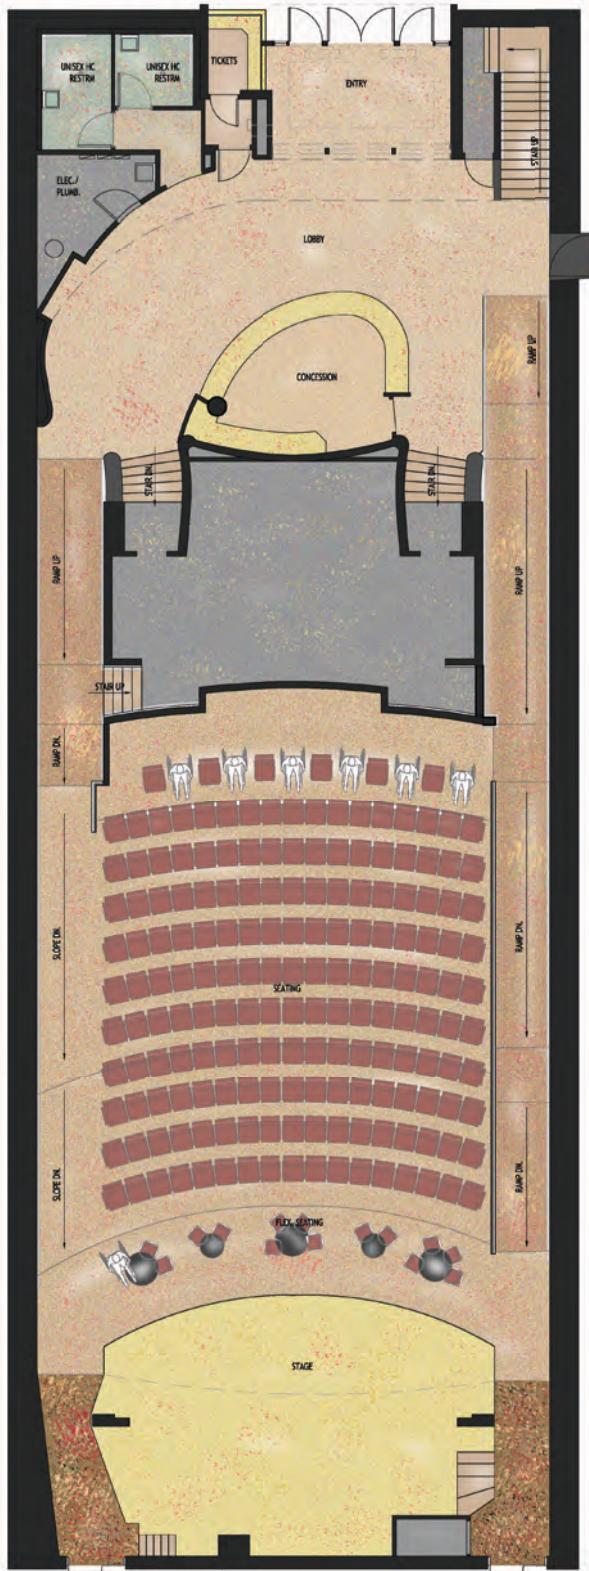 UNISEX HC
RESTRM
UNISEX HC
RESTRM
TICKETS
ENTRY
STAIR UP
ELEC./
PLUMB.
LOBBY
RAMP UP
CONCESSION
STAIR DN.
STAIR DN.
RAMP UP
RAMP UP
STAIR UP
RAMP DN.
SLOPE DN.
RAMP DN.
SEATING
SLOPE DN.
RAMP DN.
FLEX. SEATING
STAGE